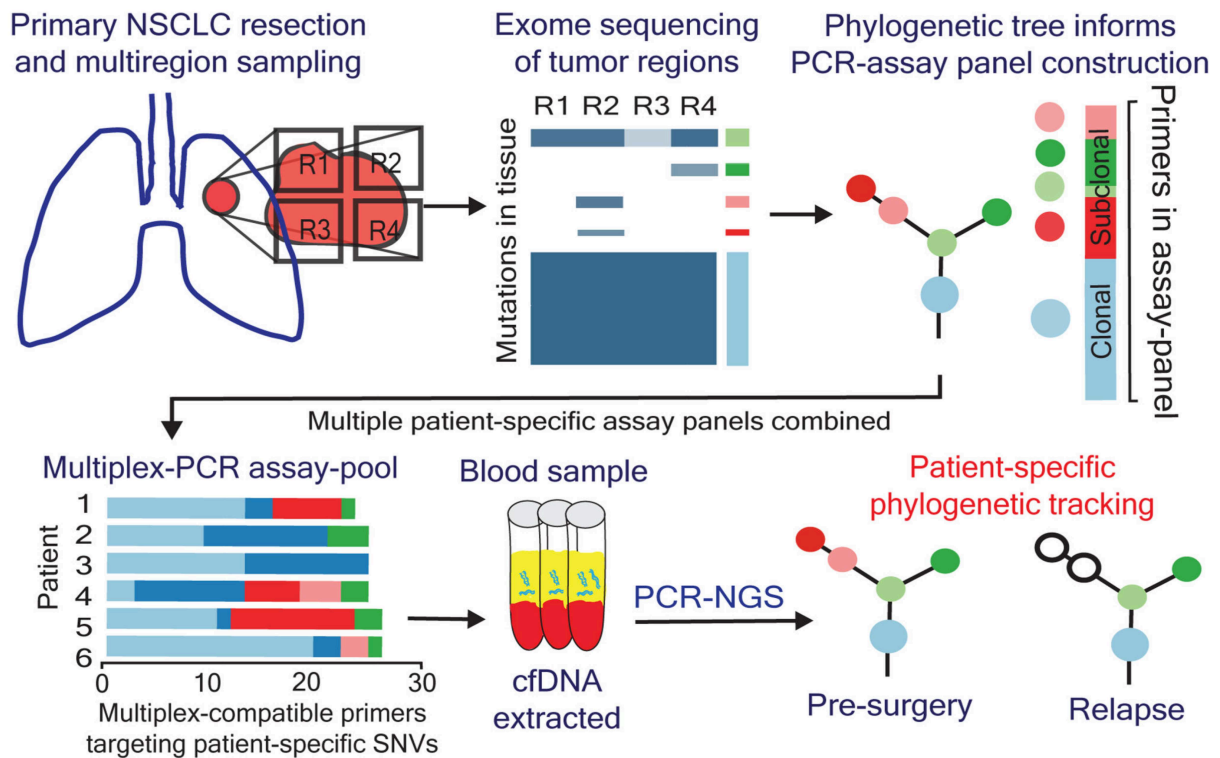 Primary NSCLC resection
and multiregion sampling
Exome sequencing
of tumor regions
Phylogenetic tree informs
PCR-assay panel construction
R1
R2
R3
R4
R1 R2 R3 R4
Mutations in tissue
Subclonal
Clonal
Primers in assay-panel
Multiple patient-specific assay panels combined
Multiplex-PCR assay-pool
Patient
1
2
3
4
5
6
0 10 20 30
Multiplex-compatible primers
targeting patient-specific SNVs
Blood sample
cfDNA
extracted
PCR-NGS
Patient-specific
phylogenetic tracking
Pre-surgery
Relapse